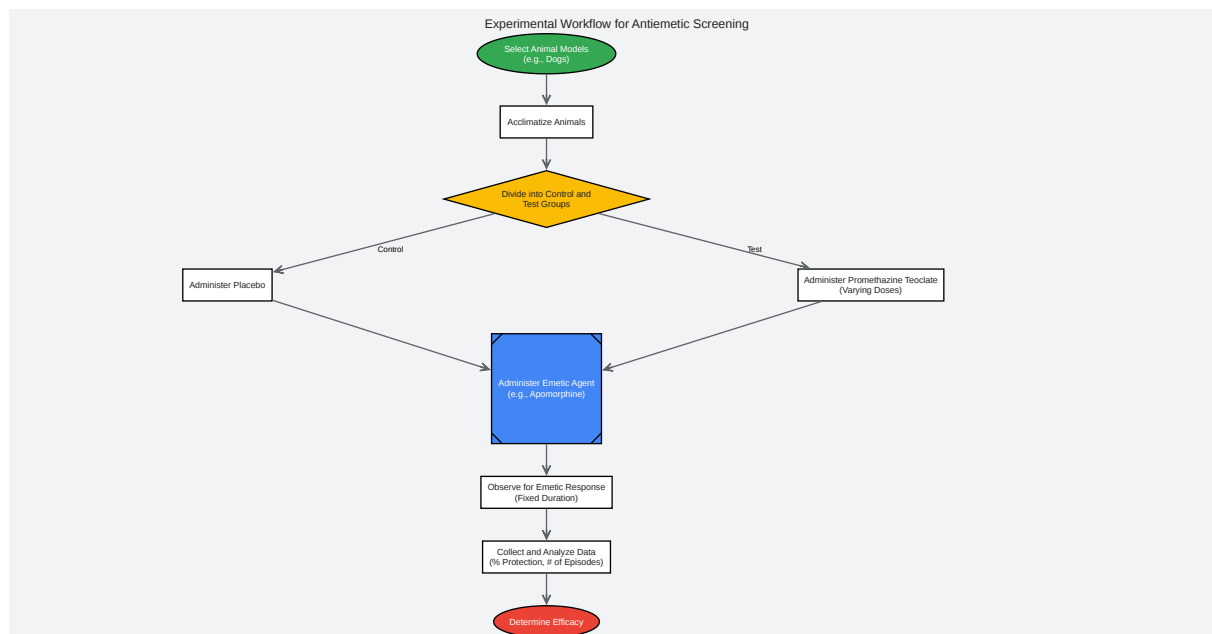 Experimental Workflow for Antiemetic Screening
Select Animal Models
(e.g., Dogs)
Acclimatize Animals
Divide into Control and
Test Groups
Control
Test
Administer Placebo
Administer Promethazine Teoclate
(Varying Doses)
Administer Emetic Agent
(e.g., Apomorphine)
Observe for Emetic Response
(Fixed Duration)
Collect and Analyze Data
(% Protection, # of Episodes)
Determine Efficacy